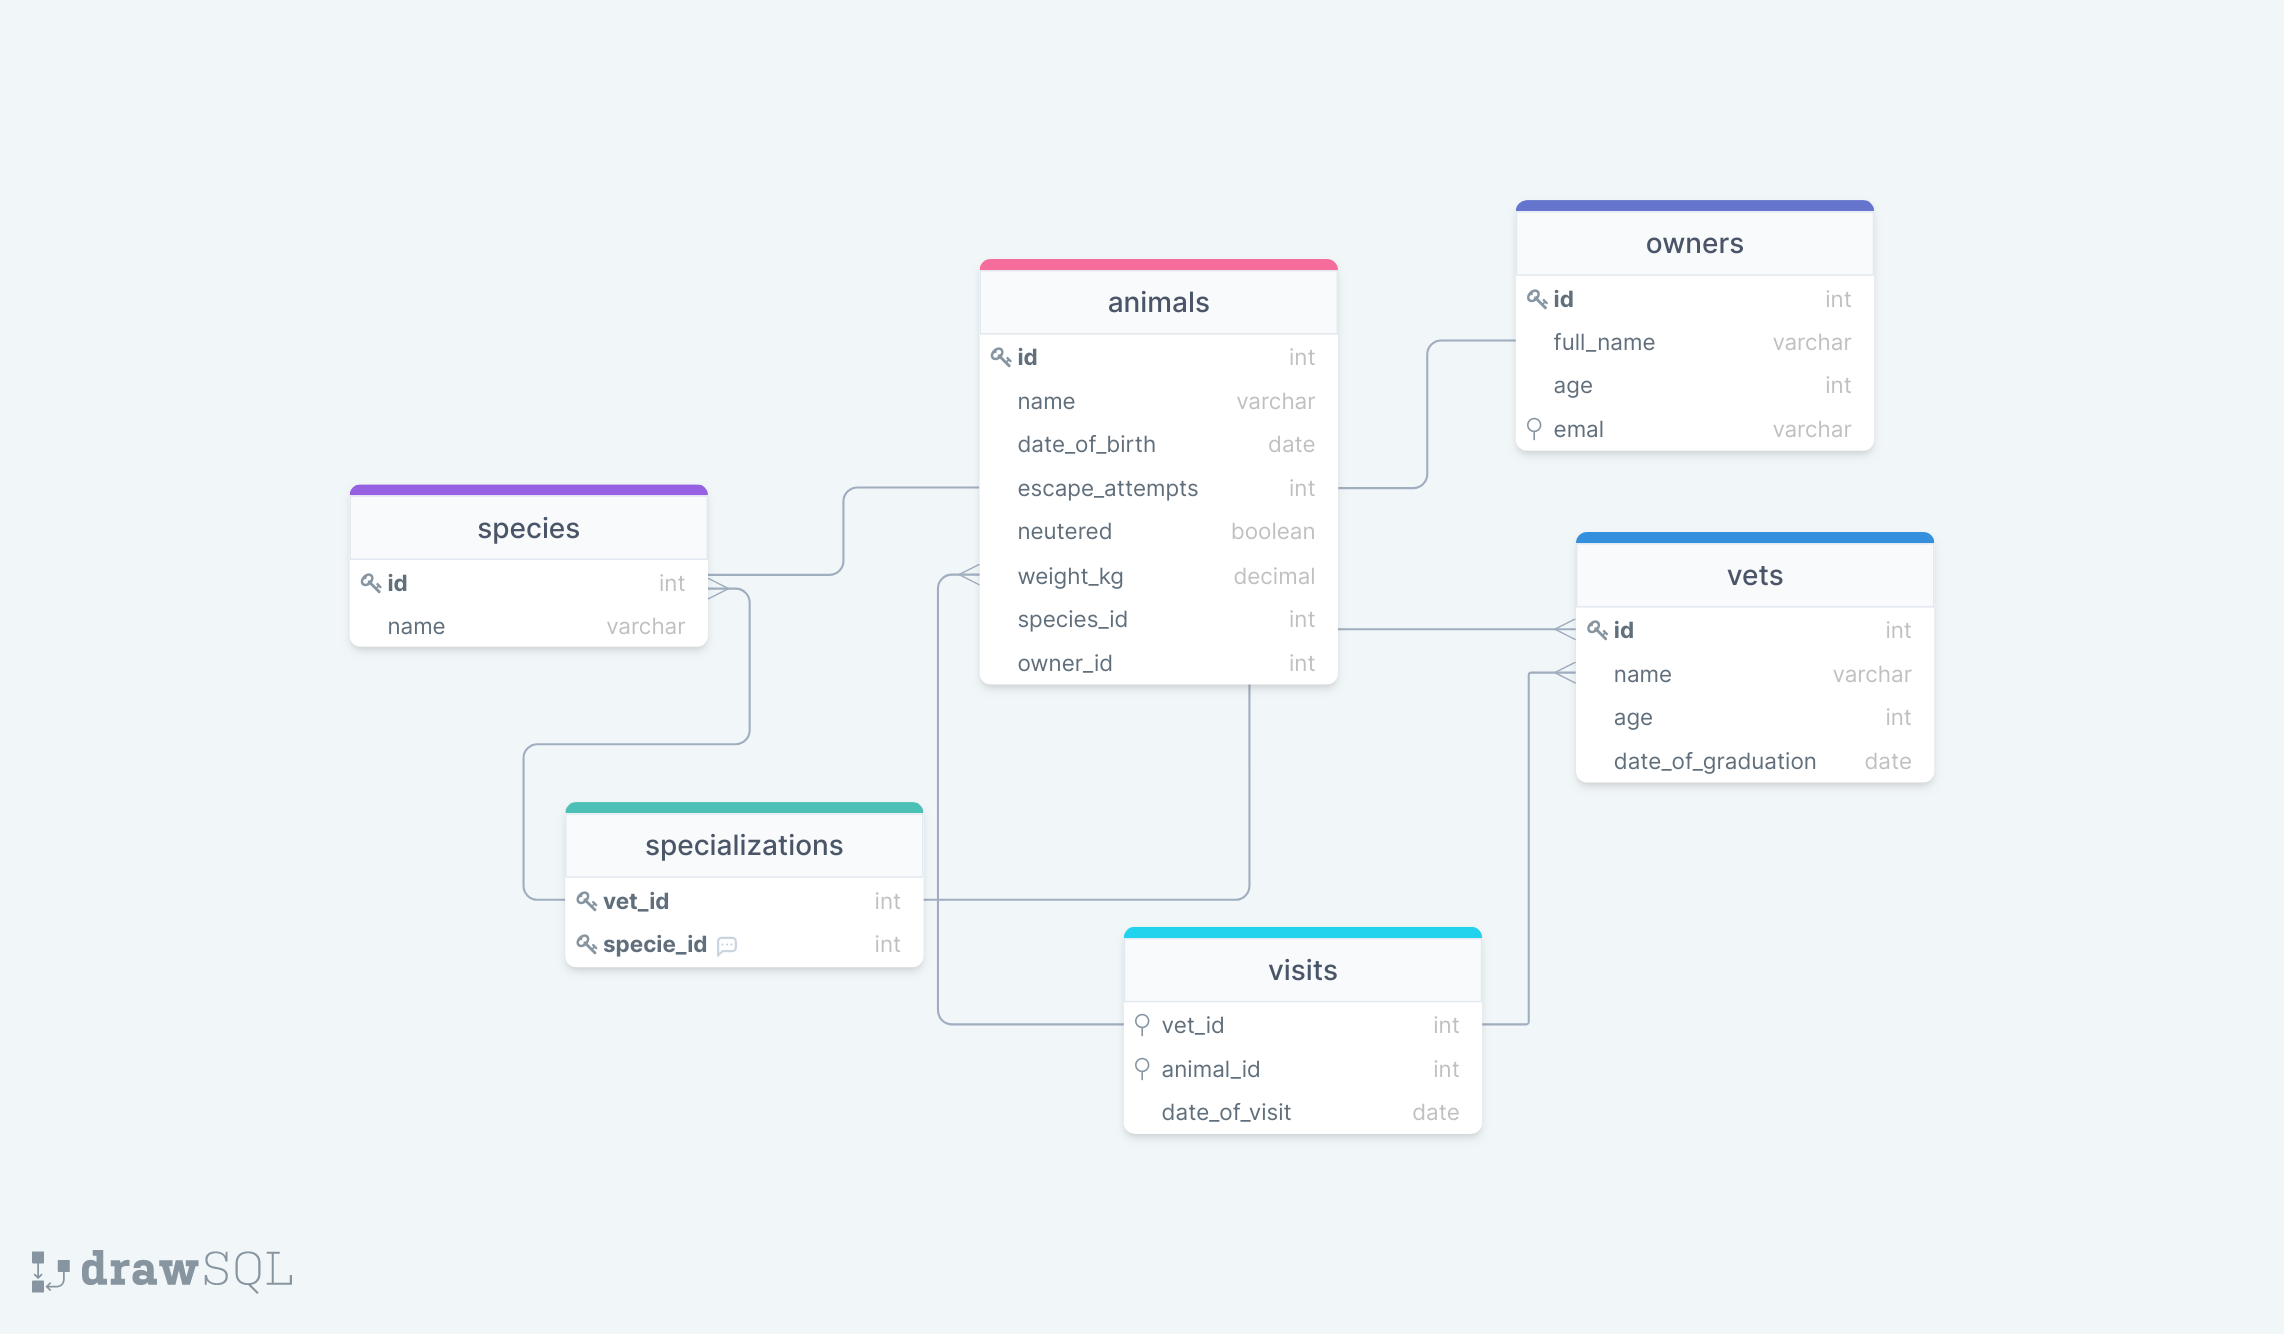 owners
id int
full_name varchar
age int
emal varchar
animals
id int
name varchar
date_of_birth date
escape_attempts int
neutered boolean
weight_kg decimal
species_id int
owner_id int
species
id int
name varchar
vets
id int
name varchar
age int
date_of_graduation date
specializations
vet_id int
specie_id int
visits
vet_id int
animal_id int
date_of_visit date
drawSQL